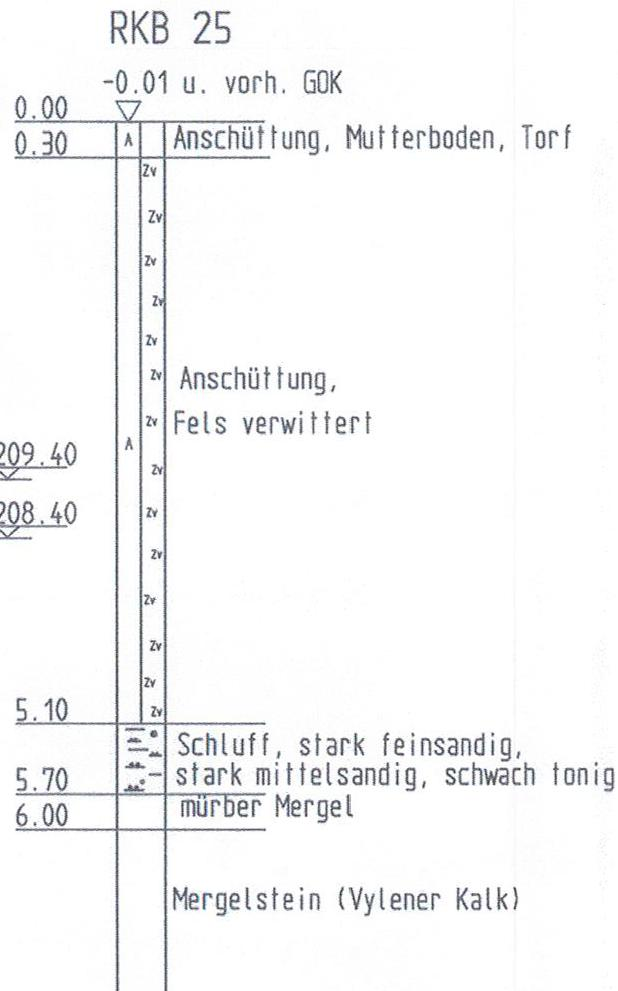 RKB 25
-0.01 u. vorh. GOK
0.00
0.30
A
Anschüttung, Mutterboden, Torf
Zv
Zv
Zv
Zv
Zv
Zv
Anschüttung,
Zv
Fels verwittert
A
209.40
Zv
208.40
Zv
Zv
Zv
Zv
Zv
5.10
Zv
Schluff, stark feinsandig,
5.70
stark mittelsandig, schwach tonig
6.00
mürber Mergel
Mergelstein (Vylener Kalk)